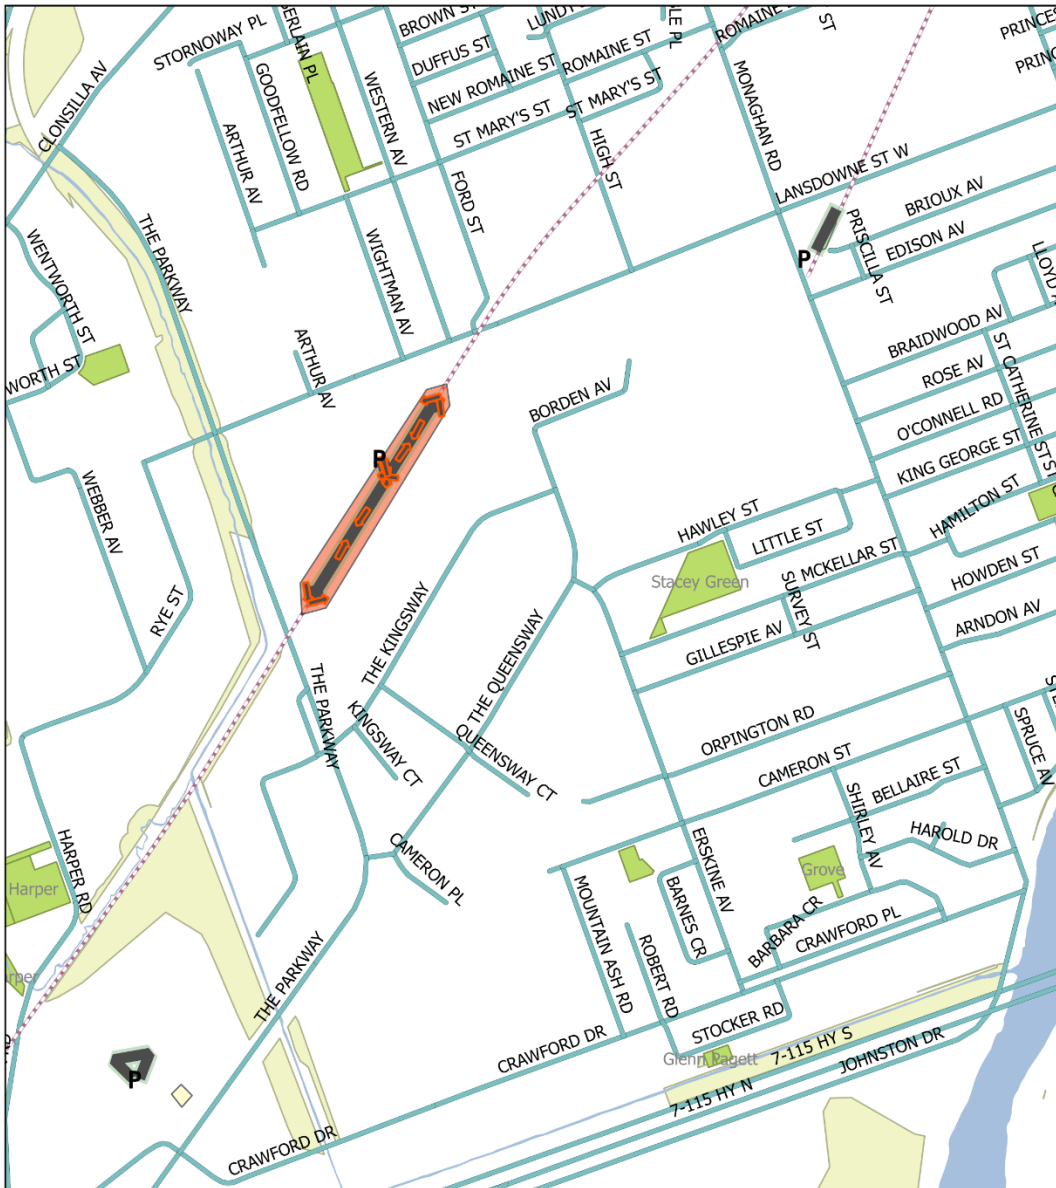 STORNOWAY PL
BROWN ST
ROMAINE
ST
DUFFUS ST
CLONSILLA AV
GOODFELLOW RD
WESTERN AV
NEW ROMAINE ST
ROMAINE ST
ST MARY'S ST
ST MARY'S ST
MONAGHAN RD
ARTHUR AV
HIGH ST
LANSDOWNE ST W
FORD ST
BRIOUX AV
PRISCILLA ST
EDISON AV
THE PARKWAY
WENTWORTH ST
WIGHTMAN AV
P
ARTHUR AV
BRAIDWOOD AV
WORTH ST
ROSE AV
ST CATHERINE ST
BORDEN AV
O'CONNELL RD
KING GEORGE ST
P
WEBBER AV
HAWLEY ST
HAMILTON ST
LITTLE ST
MCKELLAR ST
HOWDEN ST
Stacey Green
SURVEY ST
RYE ST
THE KINGSWAY
GILLESPIE AV
ARNDON AV
THE QUEENSWAY
THE PARKWAY
KINGSWAY CT
QUEENSWAY CT
ORPINGTON RD
SPRUCE AV
CAMERON ST
BELLAIRE ST
SHIRLEY AV
HAROLD DR
HARPER RD
CAMERON PL
ERSKINE AV
Grove
Harper
MOUNTAIN ASH RD
BARNES CR
BARBARA CR
CRAWFORD PL
ROBERT RD
THE PARKWAY
STOCKER RD
CRAWFORD DR
Glenn Pagett
7-115 HY S
JOHNSTON DR
P
7-115 HY N
CRAWFORD DR